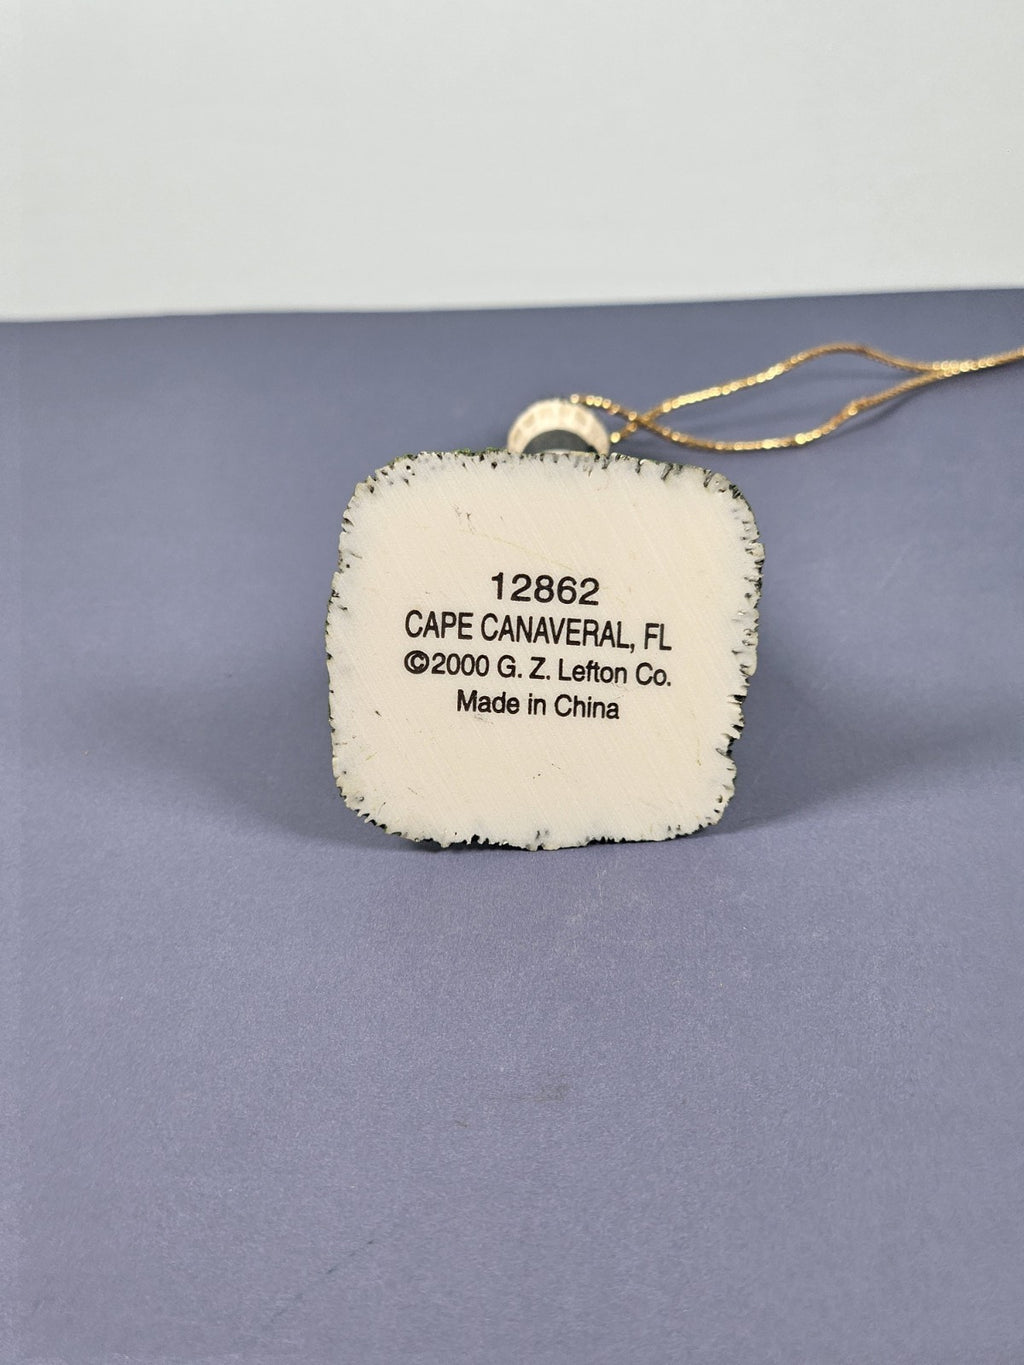 12862
CAPE CANAVERAL, FL
©2000 G. Z. Lefton Co.
Made in China